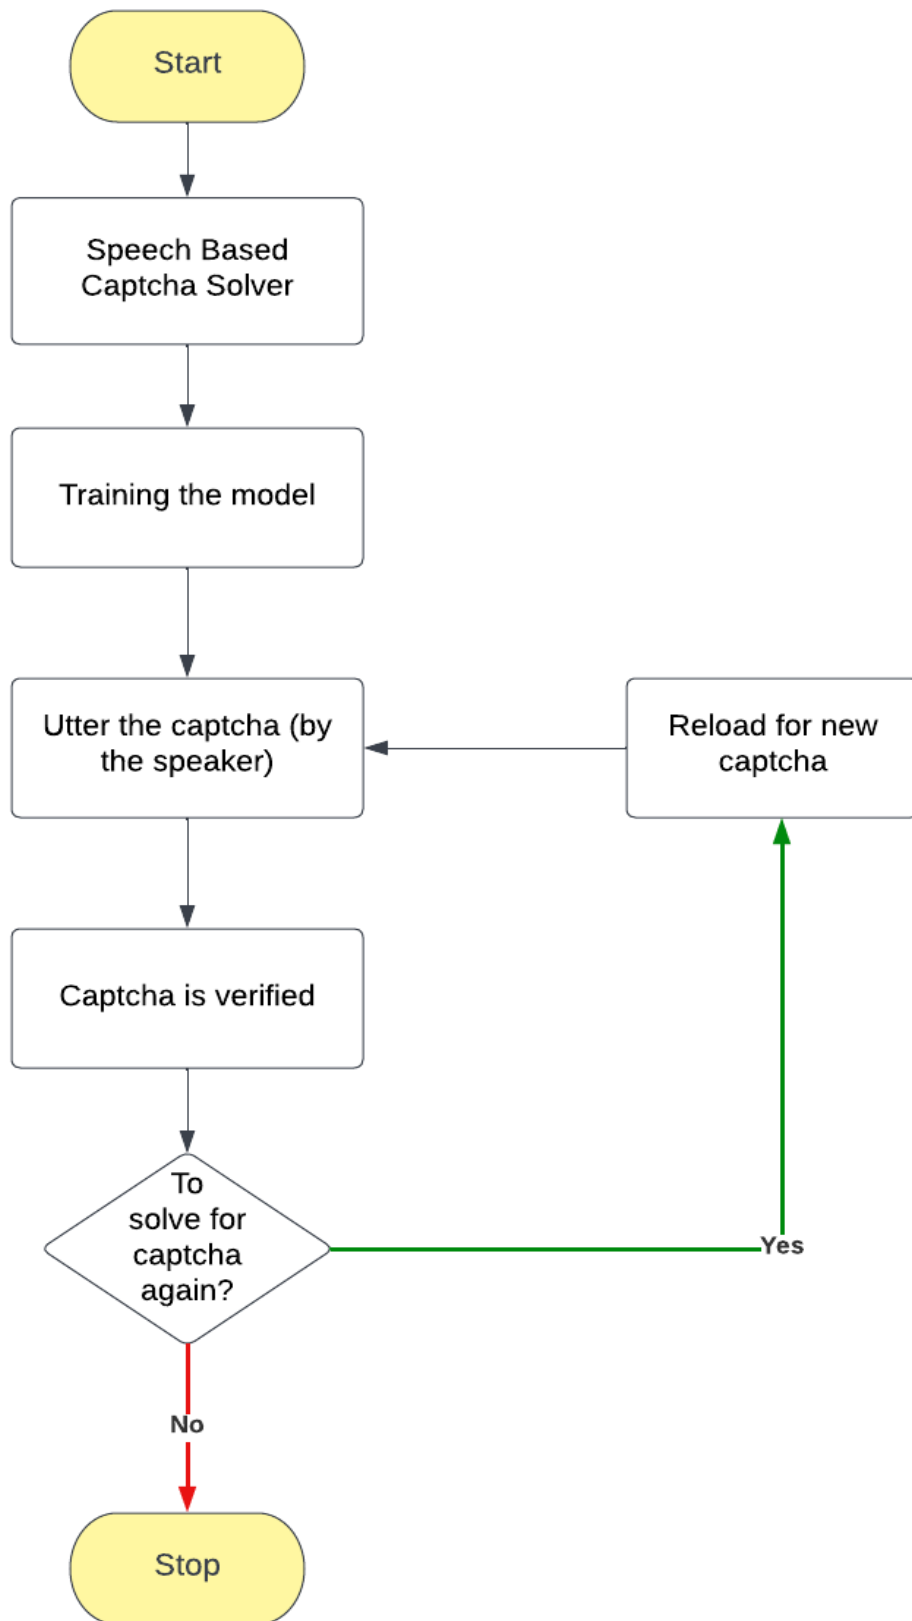 Start
Speech Based
Captcha Solver
Training the model
Utter the captcha (by
the speaker)
Reload for new
captcha
Captcha is verified
To
solve for
captcha
again?
Yes
No
Stop